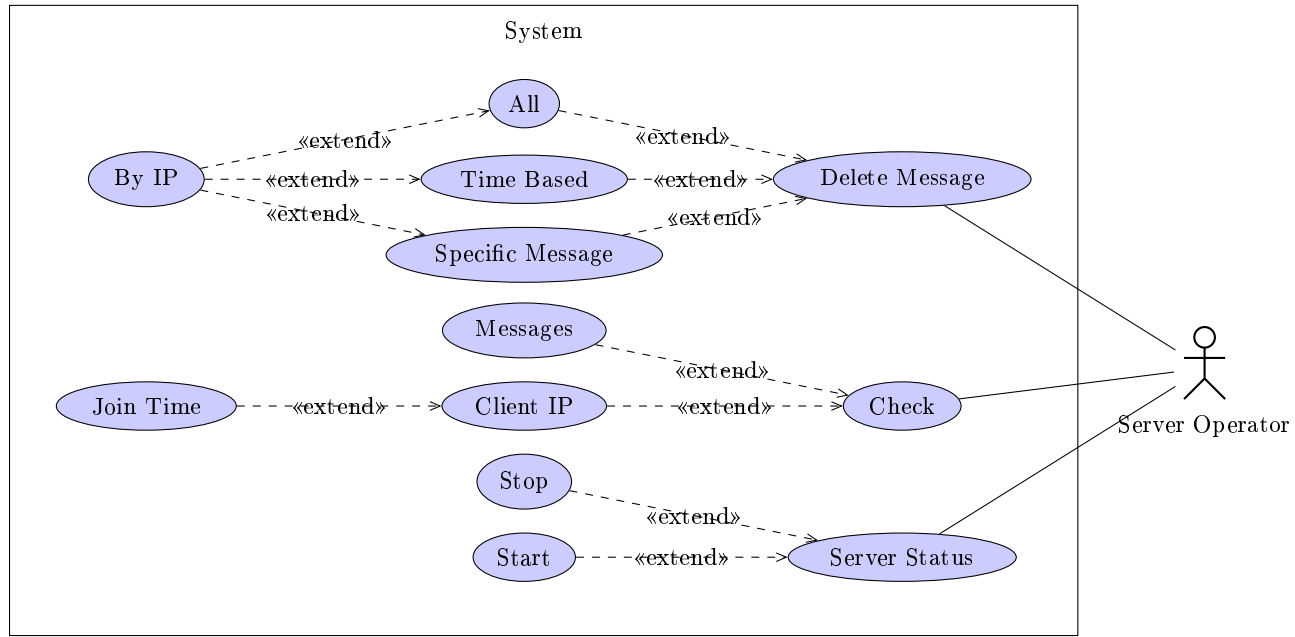 System
All
«extend»
«extend»
By IP
«extend»
Time Based
«extend»
Delete Message
«extend»
«extend»
Specific Message
Messages
«extend»
Join Time
«extend»
Client IP
«extend»
Check
Server Operator
Stop
«extend»
Start
«extend»
Server Status